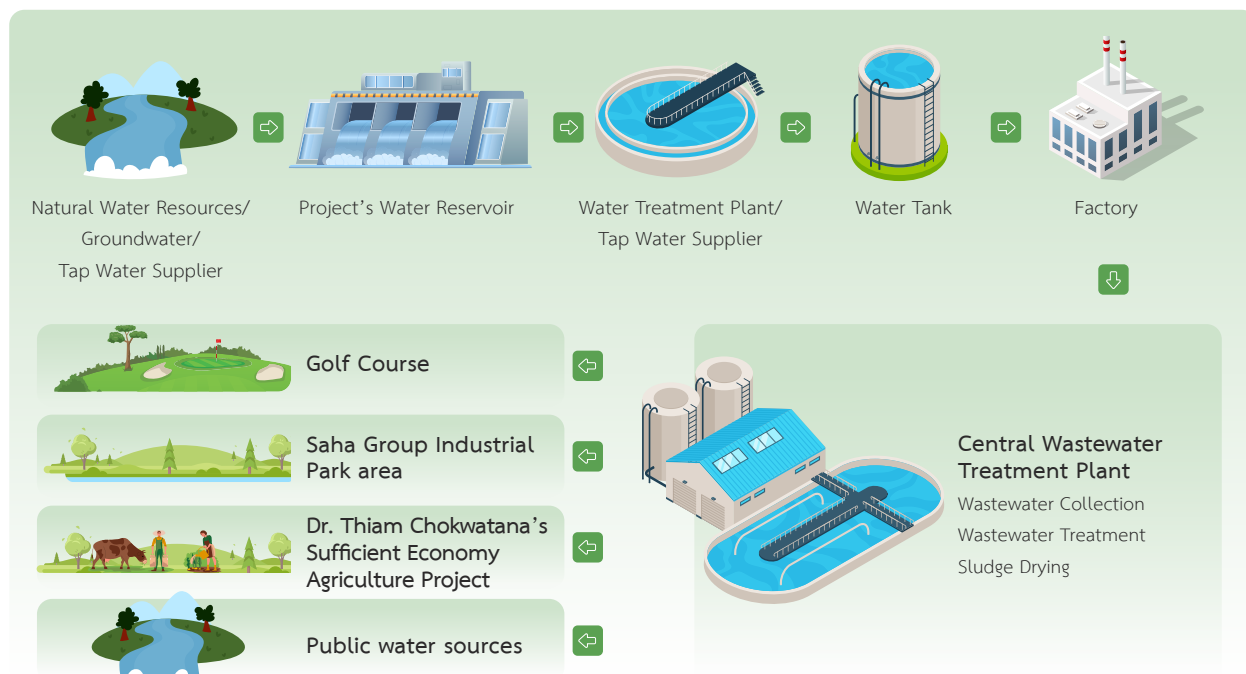 Natural Water Resources/
Groundwater/
Tap Water Supplier
Project's Water Reservoir
Water Treatment Plant/
Tap Water Supplier
Water Tank
Factory
Golf Course
Saha Group Industrial
Park area
Dr. Thiam Chokwatana's
Sufficient Economy
Agriculture Project
Public water sources
Central Wastewater
Treatment Plant
Wastewater Collection
Wastewater Treatment
Sludge Drying